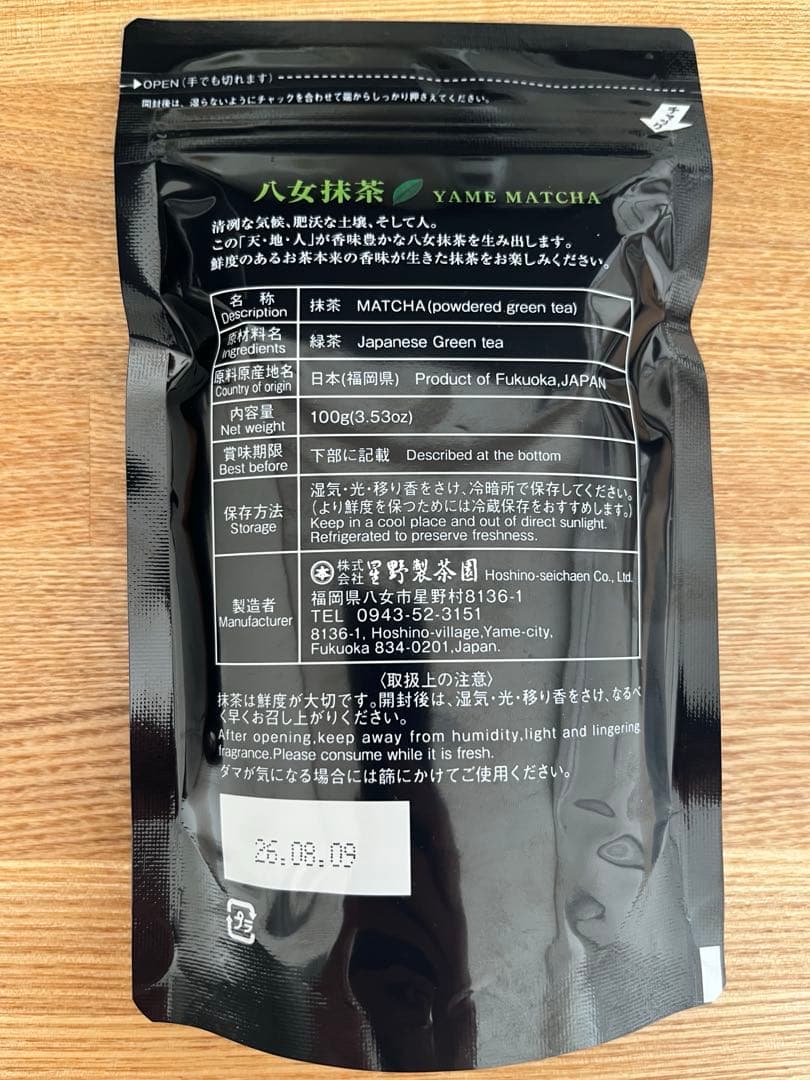 ▶OPEN(手でも切れます)
開封後は、湿らないようにチャックを合わせて端からしっかり押さえてください。
チャック
八女抹茶 YAME MATCHA
清冽な気候、肥沃な土壌、そして人。
この「天・地・人」が香味豊かな八女抹茶を生み出します。
鮮度のあるお茶本来の香味が生きた抹茶をお楽しみください。
名 称 抹茶 MATCHA(powdered green tea)
Description
原材料名 緑茶 Japanese Green tea
Ingredients
原料原産地名 日本(福岡県) Product of Fukuoka,JAPAN
Country of origin
内容量 100g(3.53oz)
Net weight
賞味期限 下部に記載 Described at the bottom
Best before
保存方法
Storage
湿気・光・移り香をさけ、冷暗所で保存してください。
(より鮮度を保つためには冷蔵保存をおすすめします。)
Keep in a cool place and out of direct sunlight.
Refrigerated to preserve freshness.
製造者
Manufacturer
本 株式会社 星野製茶園 Hoshino-seichaen Co., Ltd.
福岡県八女市星野村8136-1
TEL 0943-52-3151
8136-1, Hoshino-village,Yame-city,
Fukuoka 834-0201,Japan.
〈取扱上の注意〉
抹茶は鮮度が大切です。開封後は、湿気・光・移り香をさけ、なるべ
く早くお召し上がりください。
After opening,keep away from humidity,light and lingering
fragrance.Please consume while it is fresh.
ダマが気になる場合には篩にかけてご使用ください。
26.08.09
プラ